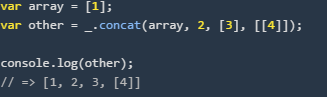 var array = [1];
var other = _.concat(array, 2, [3], [[4]]);
console.log(other);
// => [1, 2, 3, [4]]